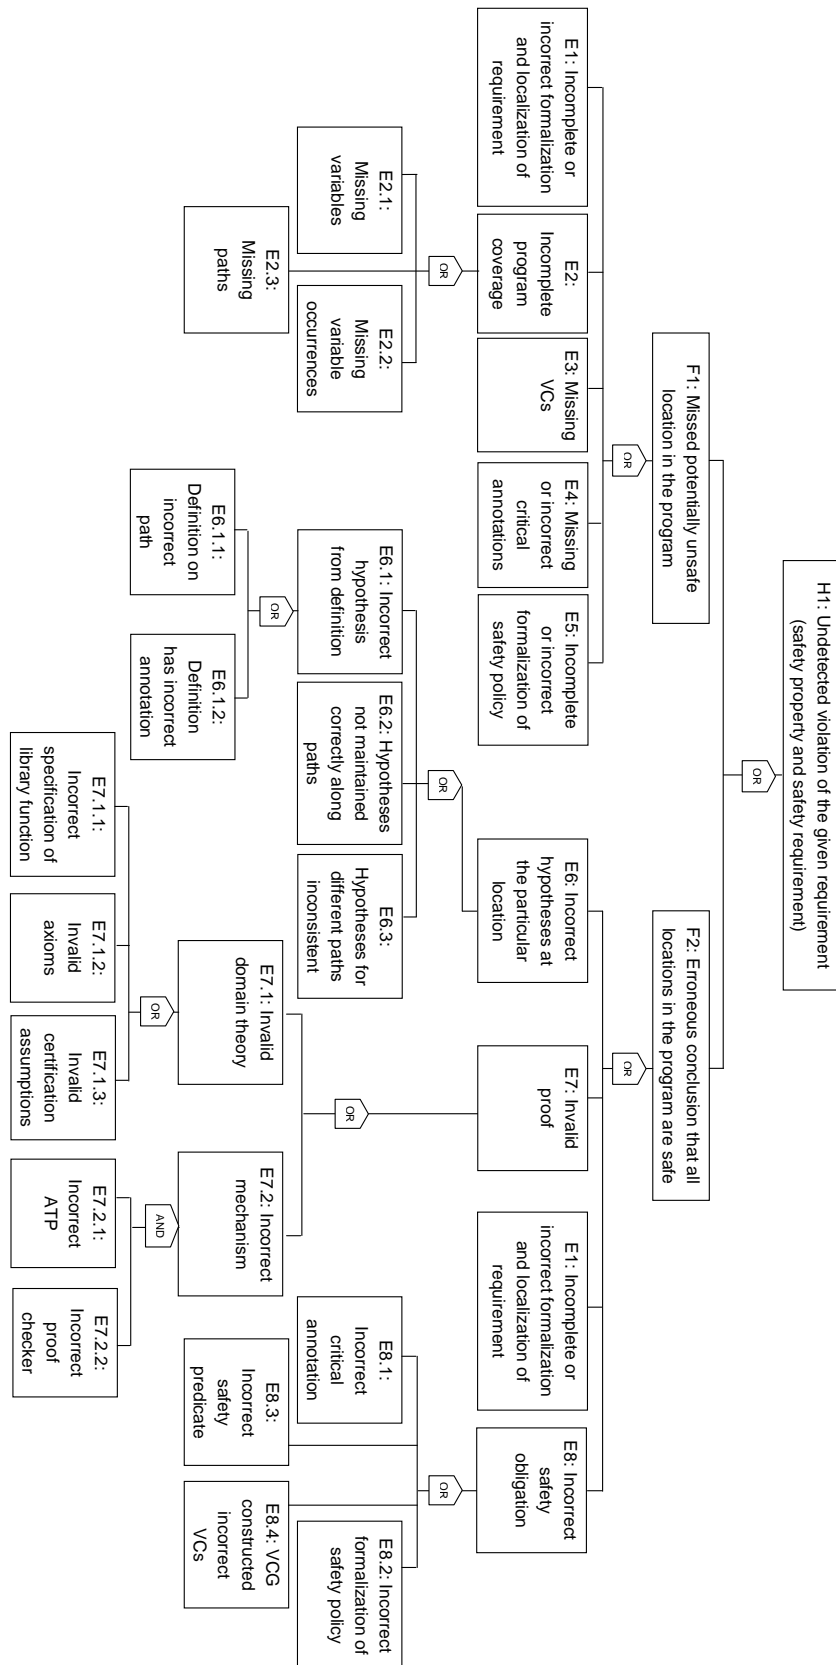 H1: Undetected violation of the given requirement
(safety property and safety requirement)
OR
F1: Missed potentially unsafe
location in the program
F2: Erroneous conclusion that all
locations in the program are safe
OR
OR
E1: Incomplete or
incorrect formalization
and localization of
requirement
E2:
Incomplete
program
coverage
E3: Missing
VCs
E4: Missing
or incorrect
critical
annotations
E5: Incomplete
or incorrect
formalization of
safety policy
E6: Incorrect
hypotheses at
the particular
location
E7: Invalid
proof
E1: Incomplete or
incorrect formalization
and localization of
requirement
E8: Incorrect
safety
obligation
OR
OR
OR
OR
E2.1:
Missing
variables
E2.2:
Missing
variable
occurrences
E2.3:
Missing
paths
E6.1: Incorrect
hypothesis
from definition
E6.2: Hypotheses
not maintained
correctly along
paths
E6.3:
Hypotheses for
different paths
inconsistent
E8.1:
Incorrect
critical
annotation
E8.2: Incorrect
formalization of
safety policy
E8.3:
Incorrect
safety
predicate
E8.4: VCG
constructed
incorrect
VCs
OR
E7.1: Invalid
domain theory
E7.2: Incorrect
mechanism
E6.1.1:
Definition on
incorrect
path
E6.1.2:
Definition
has incorrect
annotation
OR
AND
E7.1.1:
Incorrect
specification of
library function
E7.1.2:
Invalid
axioms
E7.1.3:
Invalid
certification
assumptions
E7.2.1:
Incorrect
ATP
E7.2.2:
Incorrect
proof
checker